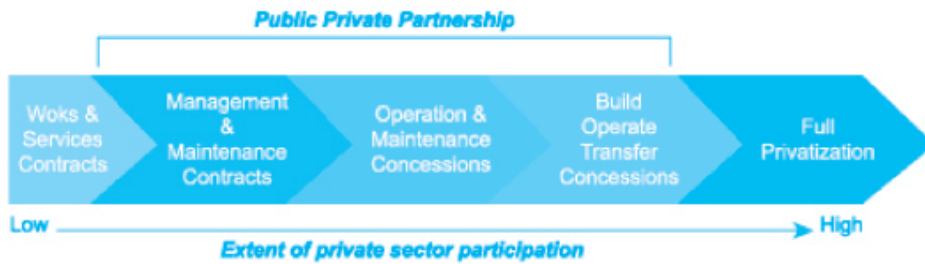 Public Private Partnership
Woks &
Services
Contracts
Management
&
Maintenance
Contracts
Operation &
Maintenance
Concessions
Build
Operate
Transfer
Concessions
Full
Privatization
Low
High
Extent of private sector participation